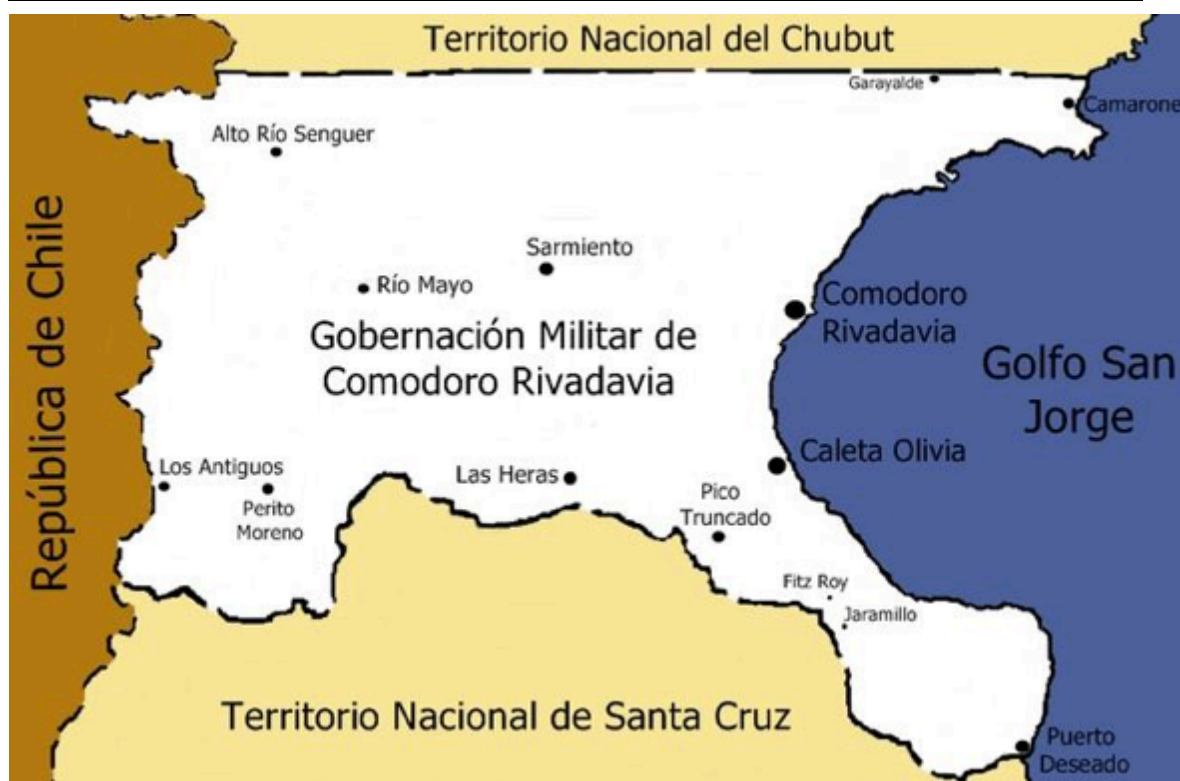 Territorio Nacional del Chubut
Garayalde
Camarone
Alto Río Senguer
República de Chile
Sarmiento
Río Mayo
Comodoro
Rivadavia
Gobernación Militar de
Comodoro Rivadavia
Golfo San
Jorge
Caleta Olivia
Los Antiguos
Las Heras
Perito
Moreno
Pico
Truncado
Fitz Roy
Jaramillo
Territorio Nacional de Santa Cruz
Puerto
Deseado